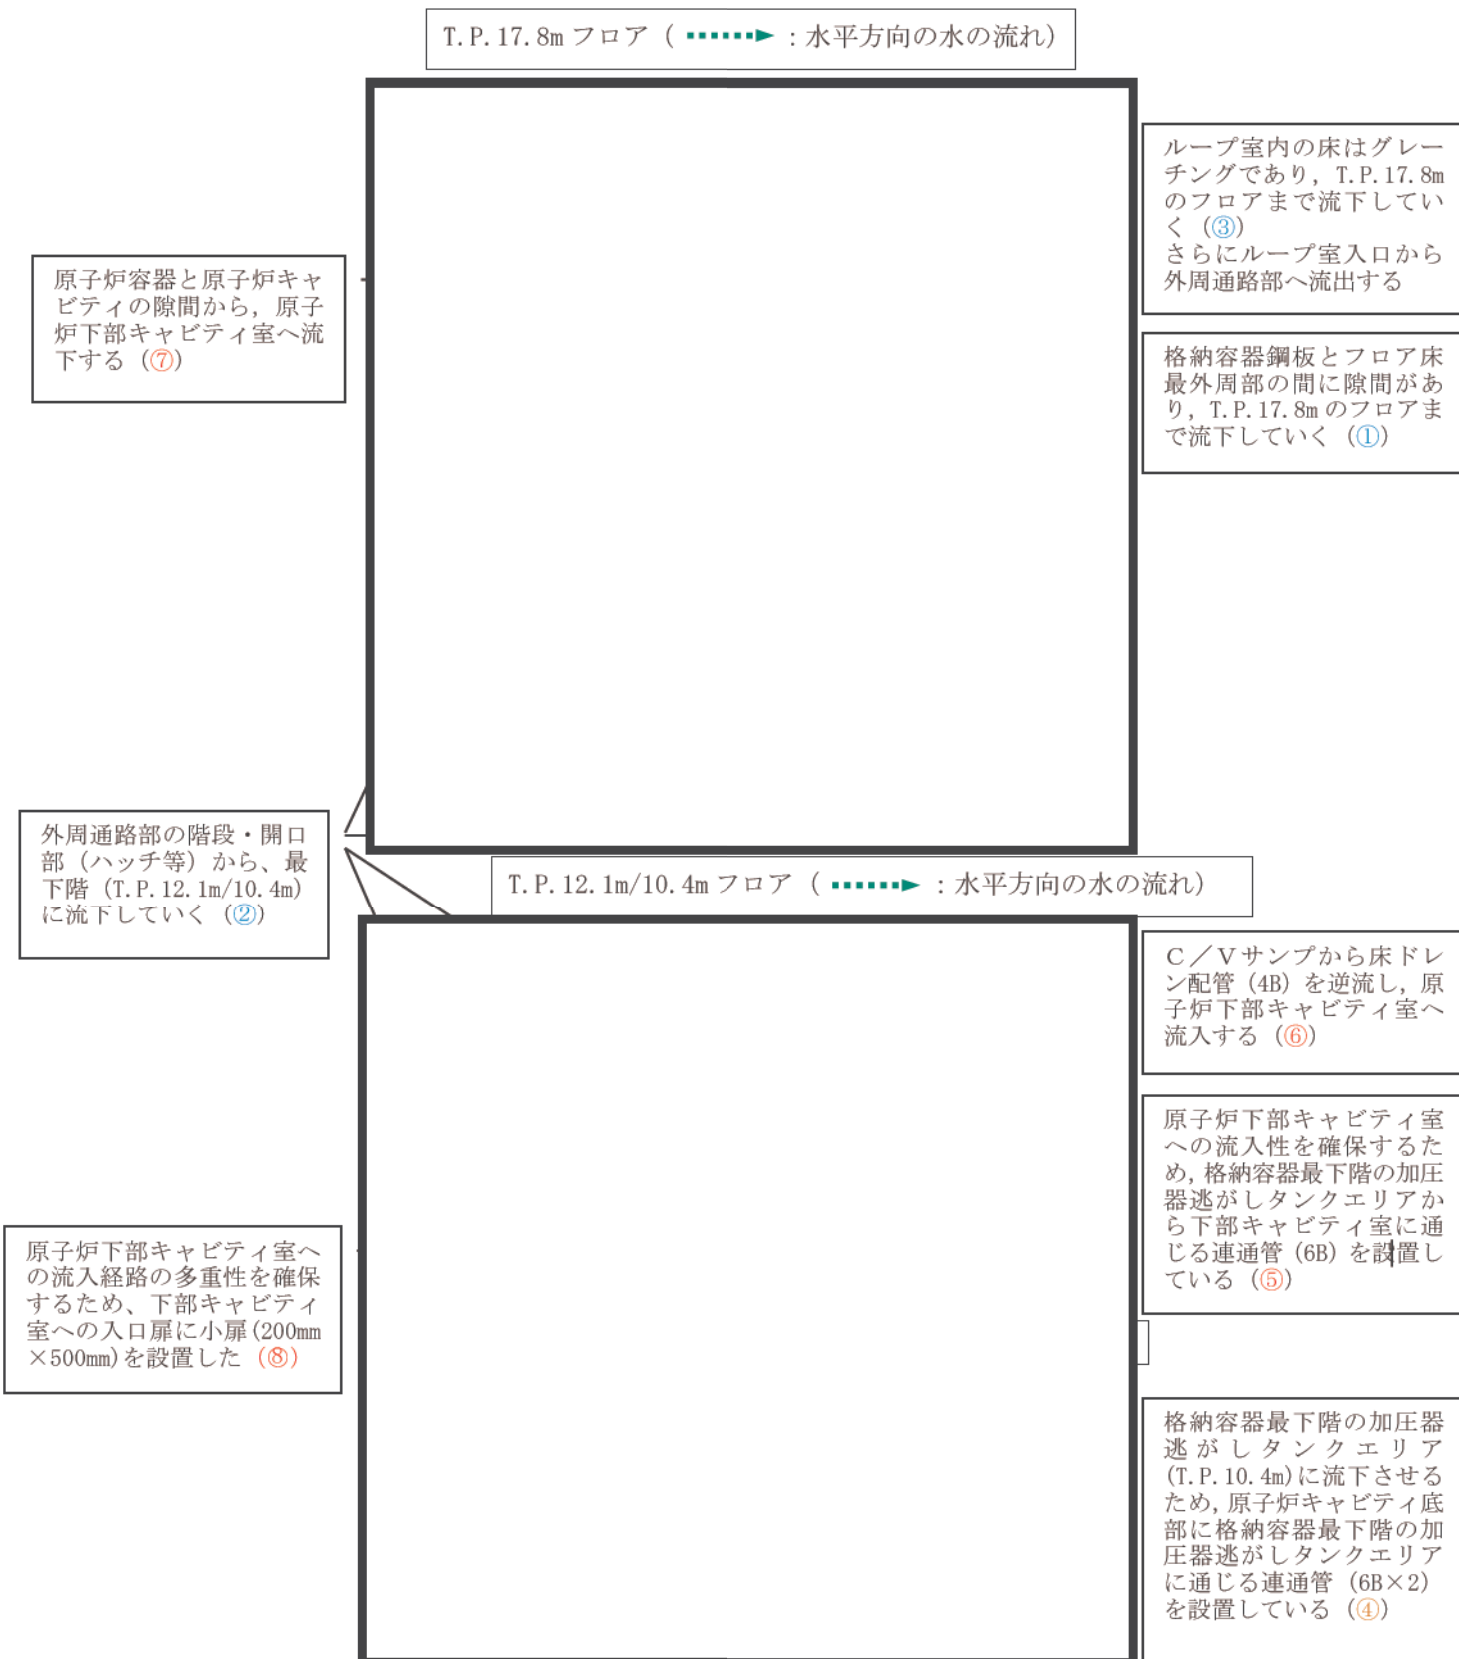 T.P.17.8m フロア（ ：水平方向の水の流れ）
ループ室内の床はグレー
チングであり，T.P.17.8m
のフロアまで流下してい
く（③）
さらにループ室入口から
外周通路部へ流出する
原子炉容器と原子炉キャ
ビティの隙間から，原子
炉下部キャビティ室へ流
下する（⑦）
格納容器鋼板とフロア床
最外周部の間に隙間があ
り，T.P.17.8m のフロアま
で流下していく（①）
外周通路部の階段・開口
部（ハッチ等）から、最
下階（T.P.12.1m/10.4m）
に流下していく（②）
T.P.12.1m/10.4m フロア（ ：水平方向の水の流れ）
Ｃ／Ｖサンプから床ドレ
ン配管（4B）を逆流し，原
子炉下部キャビティ室へ
流入する（⑥）
原子炉下部キャビティ室
への流入性を確保するた
め，格納容器最下階の加圧
器逃がしタンクエリアか
ら下部キャビティ室に通
じる連通管（6B）を設置し
ている（⑤）
原子炉下部キャビティ室へ
の流入経路の多重性を確保
するため、下部キャビティ
室への入口扉に小扉(200mm
×500mm)を設置した（⑧）
格納容器最下階の加圧器
逃がしタンクエリア
(T.P.10.4m)に流下させる
ため，原子炉キャビティ底
部に格納容器最下階の加
圧器逃がしタンクエリア
に通じる連通管（6B×2）
を設置している（④）